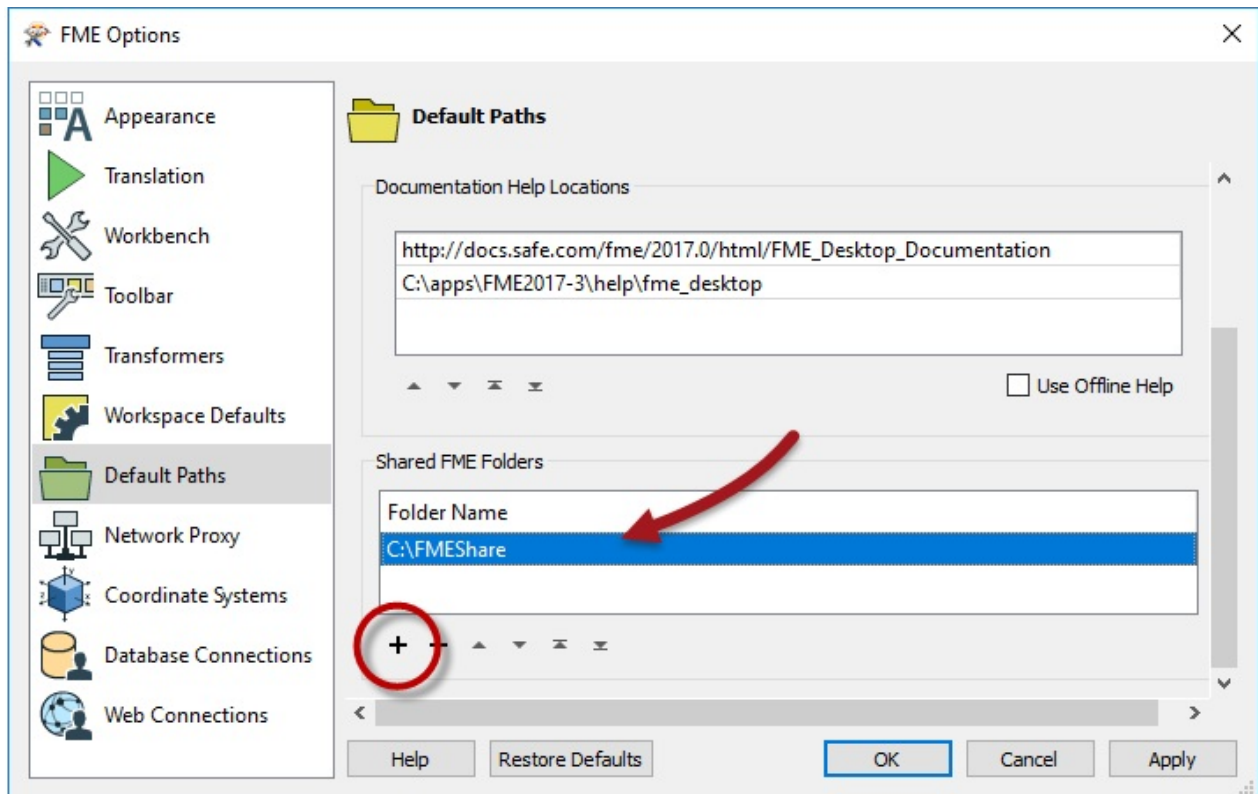 FME Options
Appearance
Translation
Workbench
Toolbar
Transformers
Workspace Defaults
Default Paths
Network Proxy
Coordinate Systems
Database Connections
Web Connections
Default Paths
Documentation Help Locations
http://docs.safe.com/fme/2017.0/html/FME_Desktop_Documentation
C:\apps\FME2017-3\help\fme_desktop
Use Offline Help
Shared FME Folders
Folder Name
C:\FMEShare
Help
Restore Defaults
OK
Cancel
Apply